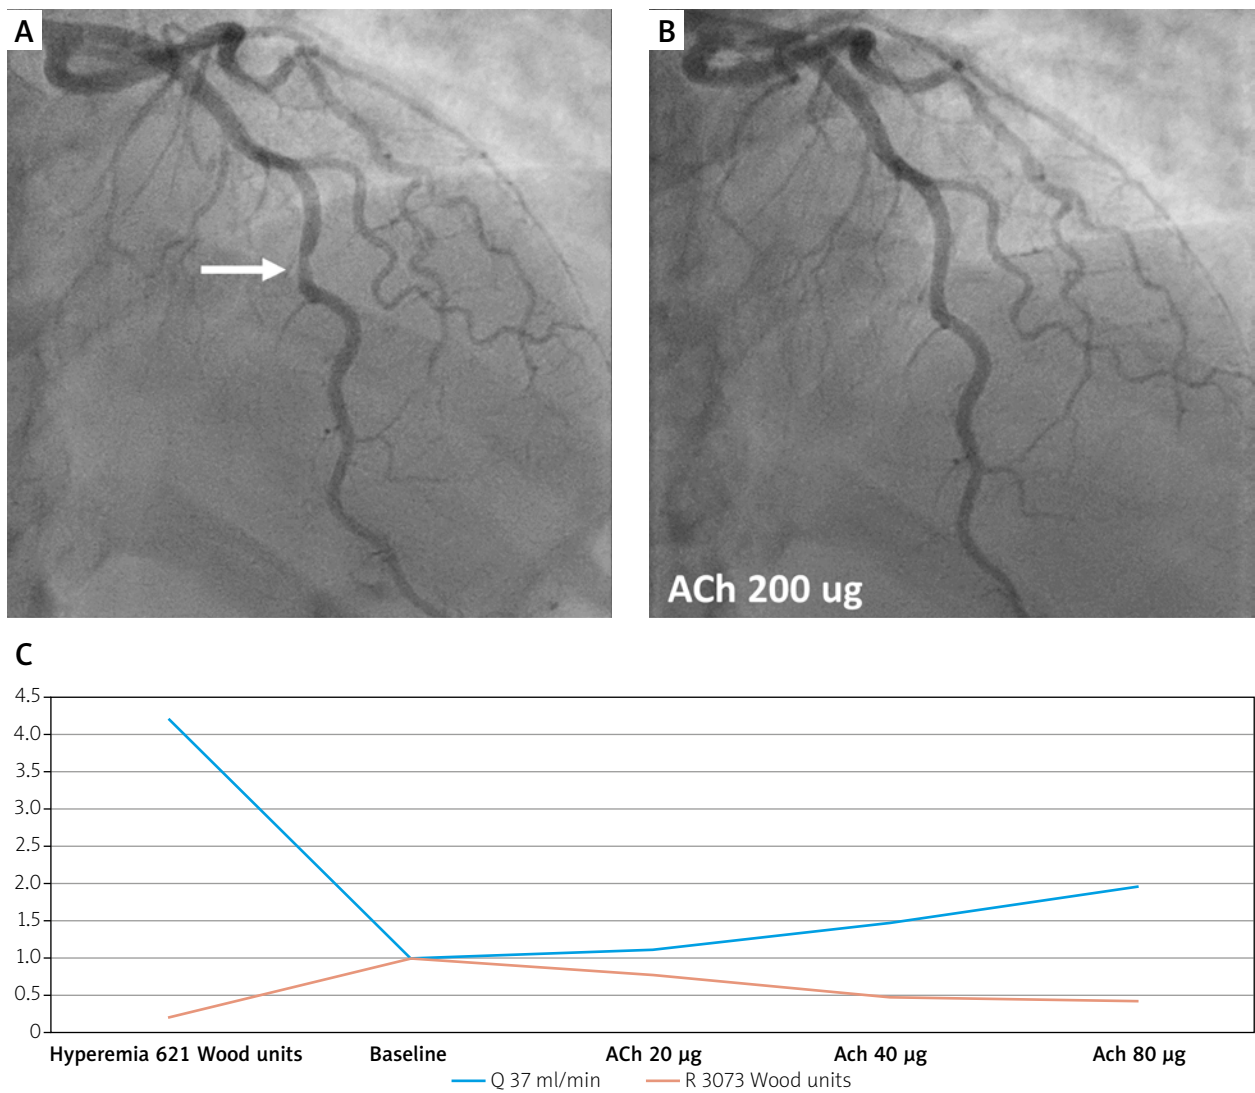 A
B
ACh 200 ug
C
4.5
4.0
3.5
3.0
2.5
2.0
1.5
1.0
0.5
0
Hyperemia 621 Wood units Baseline ACh 20 µg Ach 40 µg Ach 80 µg
Q 37 ml/min R 3073 Wood units